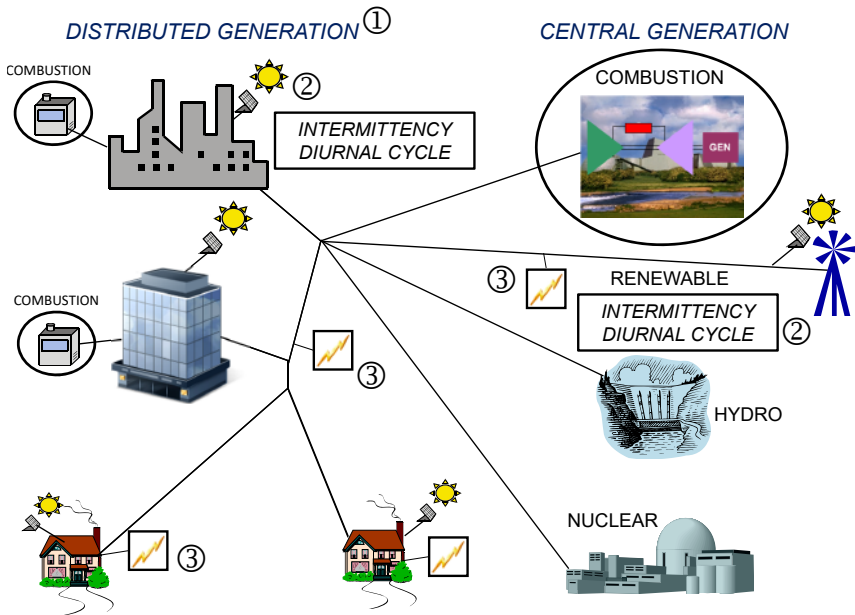 DISTRIBUTED GENERATION ①
CENTRAL GENERATION
COMBUSTION
②
INTERMITTENCY
DIURNAL CYCLE
COMBUSTION
GEN
COMBUSTION
③
③
RENEWABLE
INTERMITTENCY
DIURNAL CYCLE
②
HYDRO
③
NUCLEAR